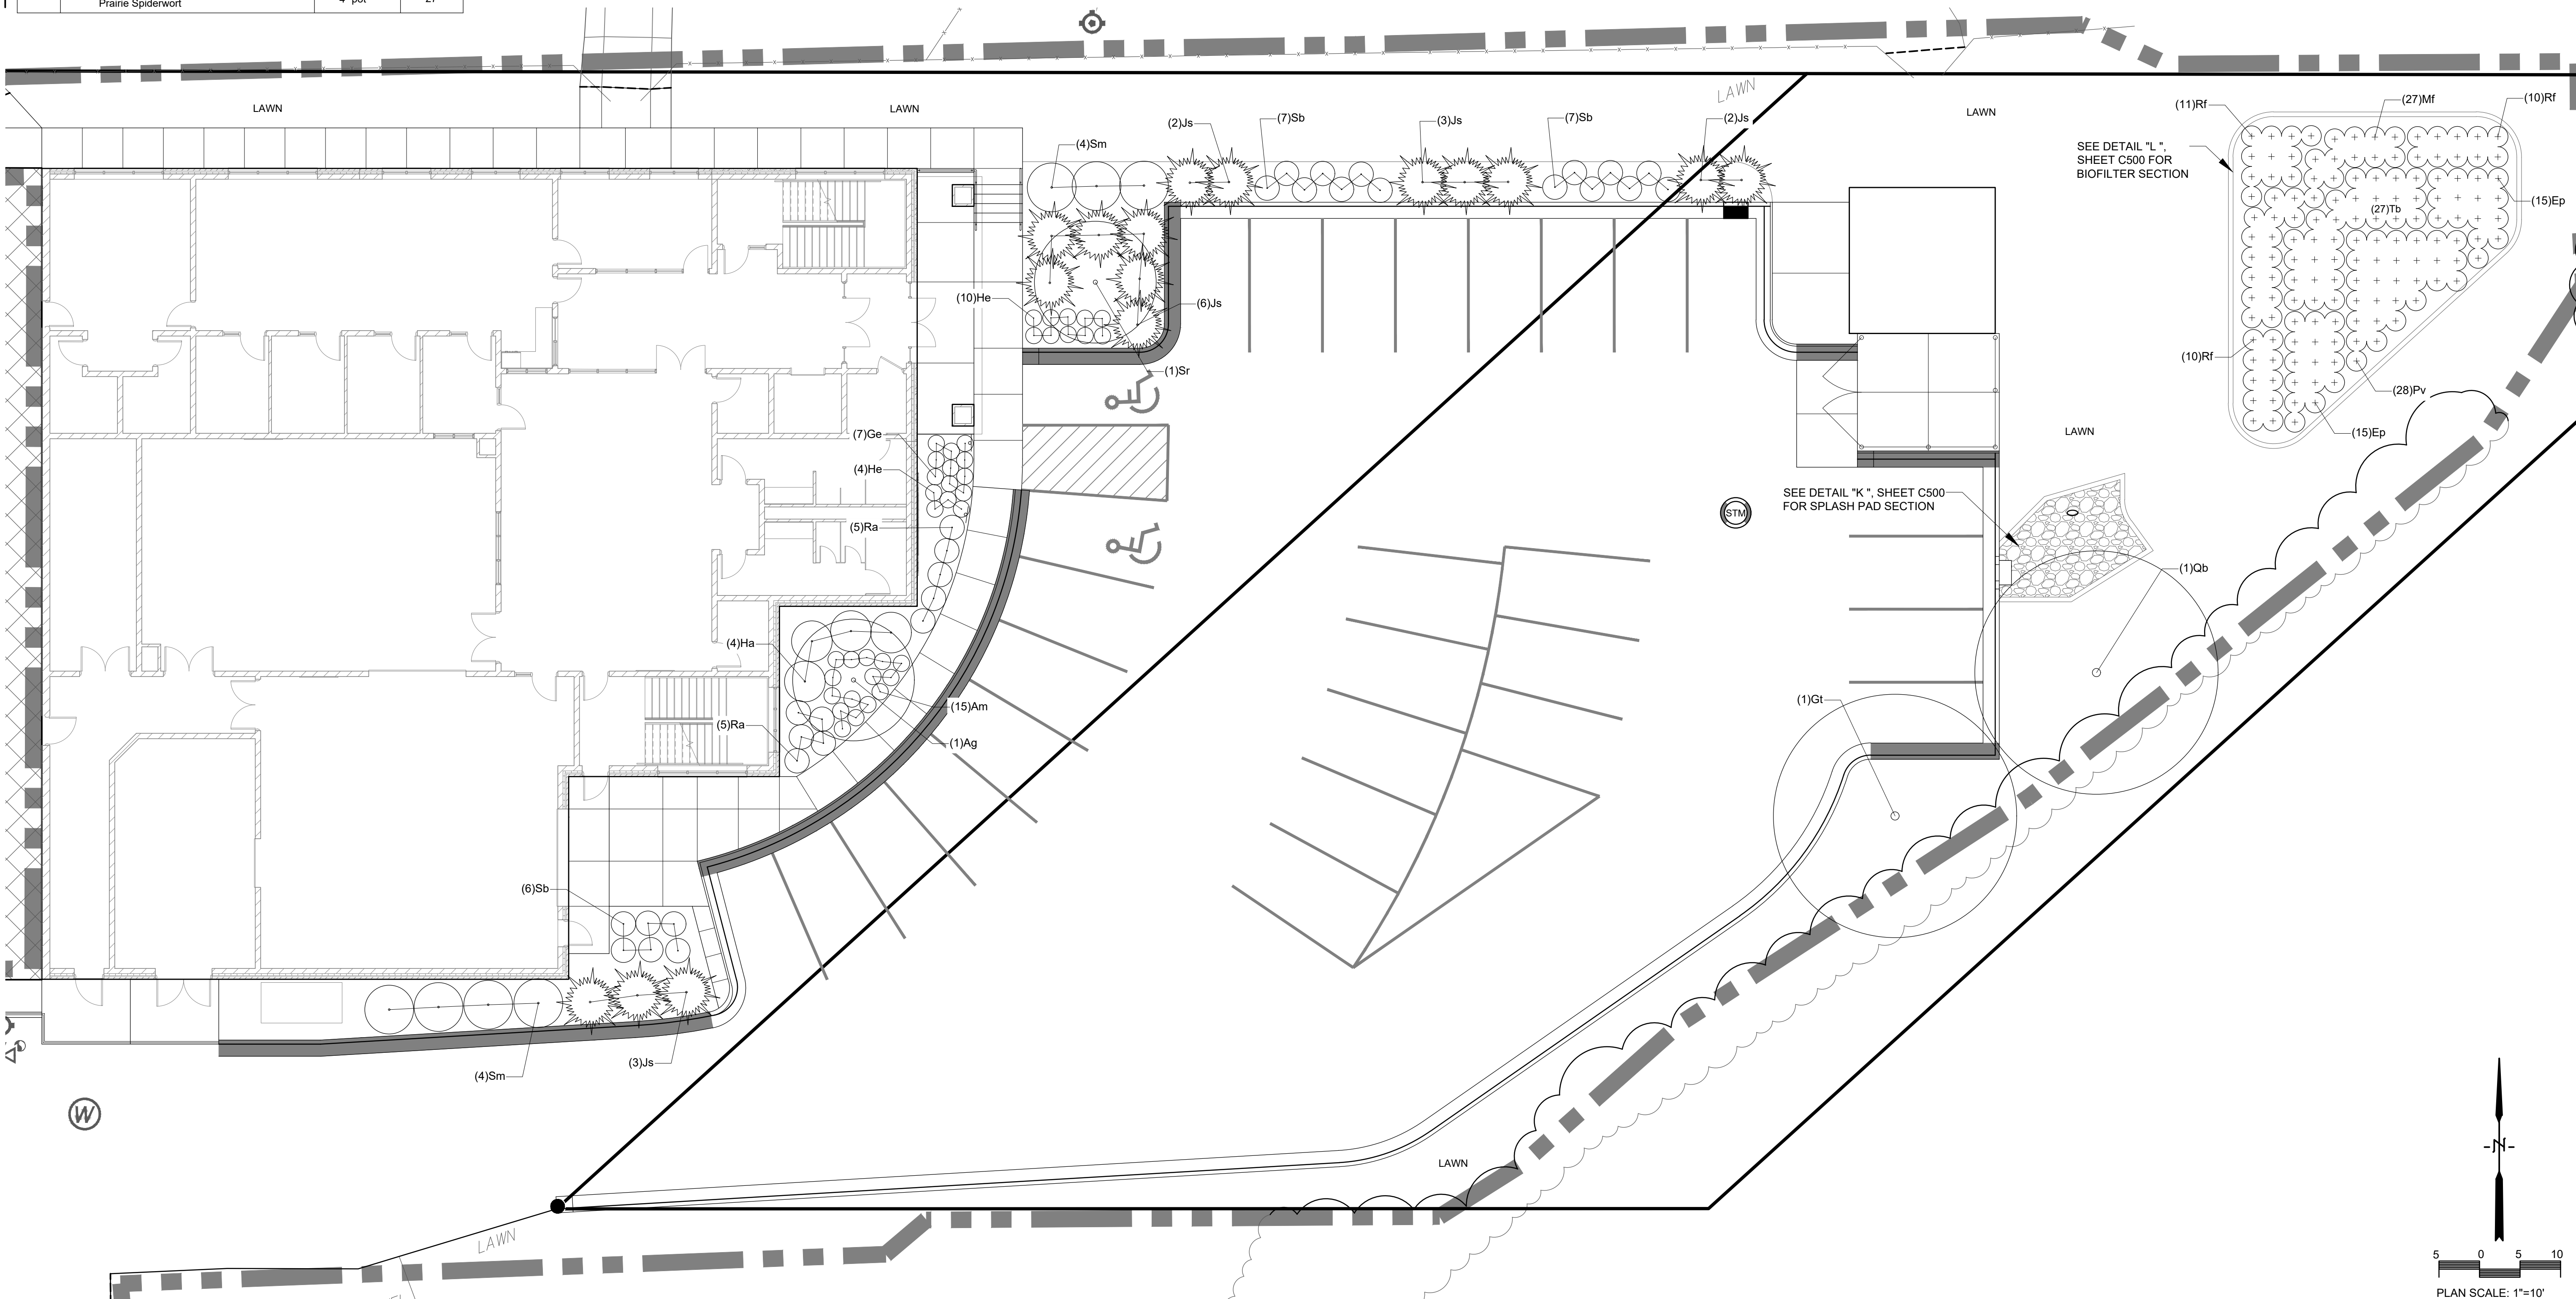 Prairie Spiderwort
4" pot
27
LAWN
LAWN
LAWN
LAWN
(11)Rf
(27)Mf
(10)Rf
(2)Js
(7)Sb
(3)Js
(7)Sb
(2)Js
(4)Sm
SEE DETAIL "L ",
SHEET C500 FOR
BIOFILTER SECTION
(15)Ep
(27)Tb
(10)He
(6)Js
(1)Sr
(10)Rf
(28)Pv
(15)Ep
LAWN
(7)Ge
(4)He
(5)Ra
SEE DETAIL "K ", SHEET C500
FOR SPLASH PAD SECTION
STM
(1)Qb
(4)Ha
(1)Gt
(15)Am
(5)Ra
(1)Ag
(6)Sb
(3)Js
(4)Sm
W
LAWN
LAWN
N
5 0 5 10
PLAN SCALE: 1"=10'